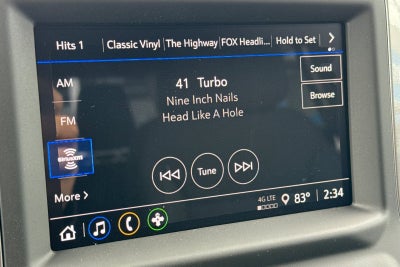 Hits 1 Classic Vinyl The Highway FOX Headli... Hold to Set >
AM
FM
SiriusXM
More >
41 Turbo
Nine Inch Nails
Head Like A Hole
Sound
Browse
Tune
4G LTE
83° 2:34